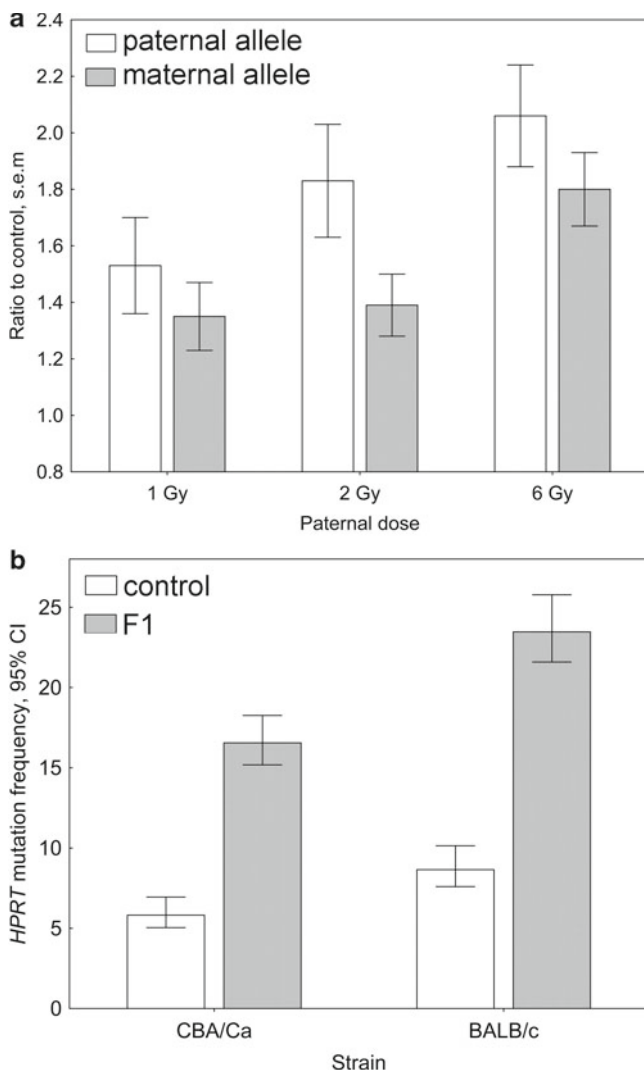 a
paternal allele
maternal allele
2.4
2.2
2.0
1.8
1.6
1.4
1.2
1.0
0.8
Ratio to control, s.e.m
1 Gy 2 Gy 6 Gy
Paternal dose
b
control
F1
25
20
15
10
5
0
HPRT mutation frequency, 95% CI
CBA/Ca BALB/c
Strain